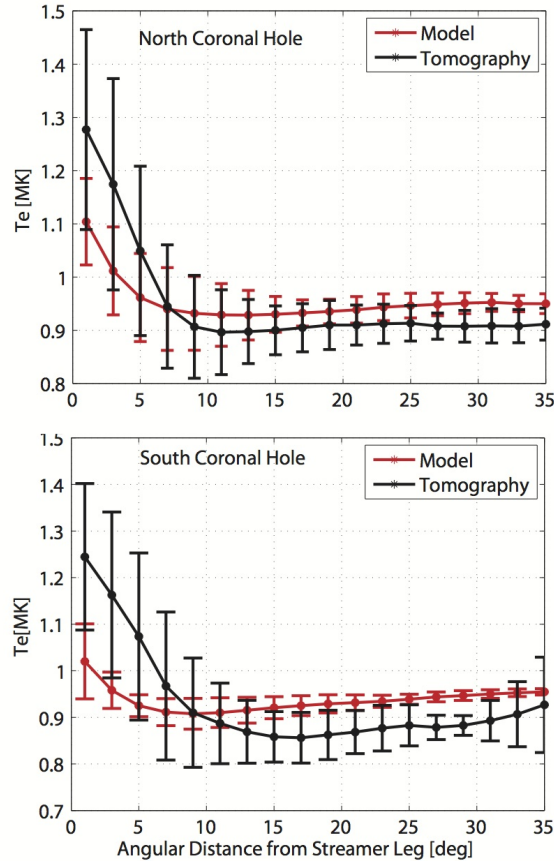 North Coronal Hole
Model
Tomography
Te [MK]
1.5
1.4
1.3
1.2
1.1
1
0.9
0.8
0 5 10 15 20 25 30 35
South Coronal Hole
Model
Tomography
Te[MK]
1.5
1.4
1.3
1.2
1.1
1
0.9
0.8
0.7
0 5 10 15 20 25 30 35
Angular Distance from Streamer Leg [deg]